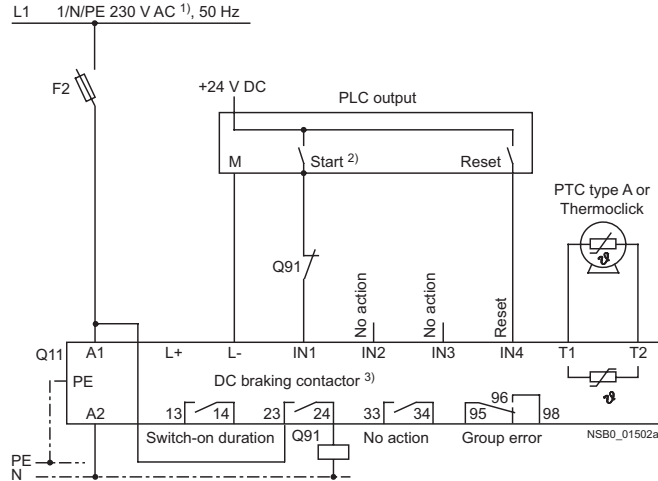 L1 1/N/PE 230 V AC 1), 50 Hz
F2
+24 V DC
PLC output
M Start 2) Reset
PTC type A or
Thermoclick
ϑ
Q91
No action
No action
Reset
Q11 A1 L+ L- IN1 IN2 IN3 IN4 T1 T2
PE DC braking contactor 3)
ϑ
96
A2 13 14 23 24 33 34 95 98
Switch-on duration Q91 No action Group error
NSB0_01502a
PE
N